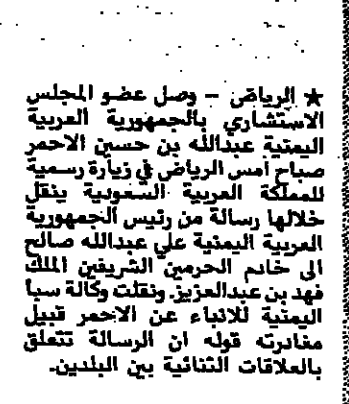 ★ الرياض – وصل عضو المجلس
الاستشاري بالجمهورية العربية
اليمنية عبدالله بن حسين الاحمر
صباح امس الرياض في زيارة رسمية
للمملكة العربية السعودية ينقل
خلالها رسالة من رئيس الجمهورية
العربية اليمنية علي عبدالله صالح
الى خادم الحرمين الشريفين الملك
فهد بن عبدالعزيز. ونقلت وكالة سبا
اليمنية للانباء عن الاحمر قبيل
مغادرته قوله ان الرسالة تتعلق
بالعلاقات الثنائية بين البلدين.